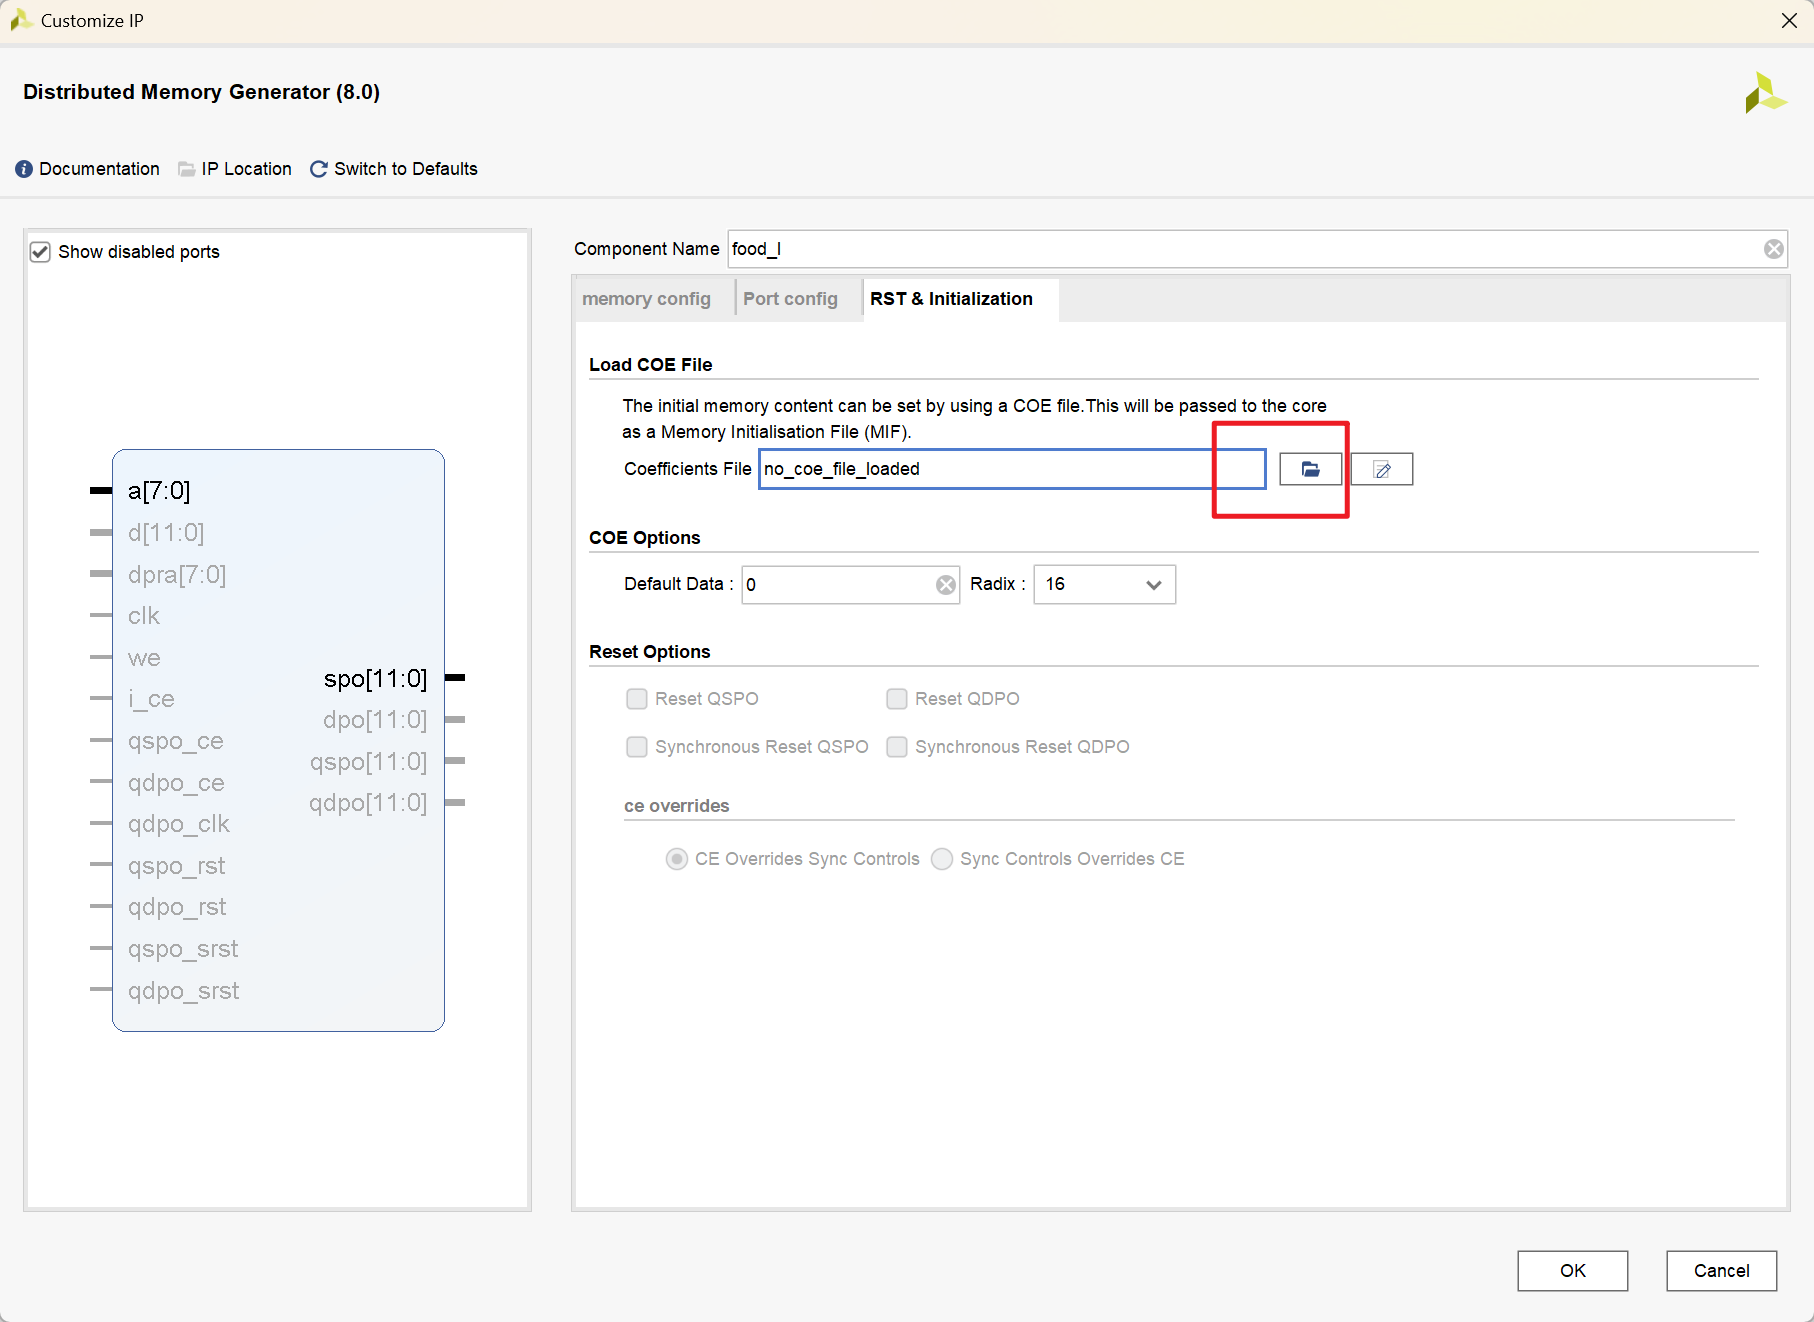 Customize IP
Distributed Memory Generator (8.0)
Documentation IP Location Switch to Defaults
Show disabled ports
a[7:0]
d[11:0]
dpra[7:0]
clk
we
i_ce
qspo_ce
qdpo_ce
qdpo_clk
qspo_rst
qdpo_rst
qspo_srst
qdpo_srst
spo[11:0]
dpo[11:0]
qspo[11:0]
qdpo[11:0]
Component Name food_l
memory config Port config RST & Initialization
Load COE File
The initial memory content can be set by using a COE file.This will be passed to the core
as a Memory Initialisation File (MIF).
Coefficients File no_coe_file_loaded
COE Options
Default Data : 0 Radix : 16
Reset Options
Reset QSPO Reset QDPO
Synchronous Reset QSPO Synchronous Reset QDPO
ce overrides
CE Overrides Sync Controls Sync Controls Overrides CE
OK Cancel